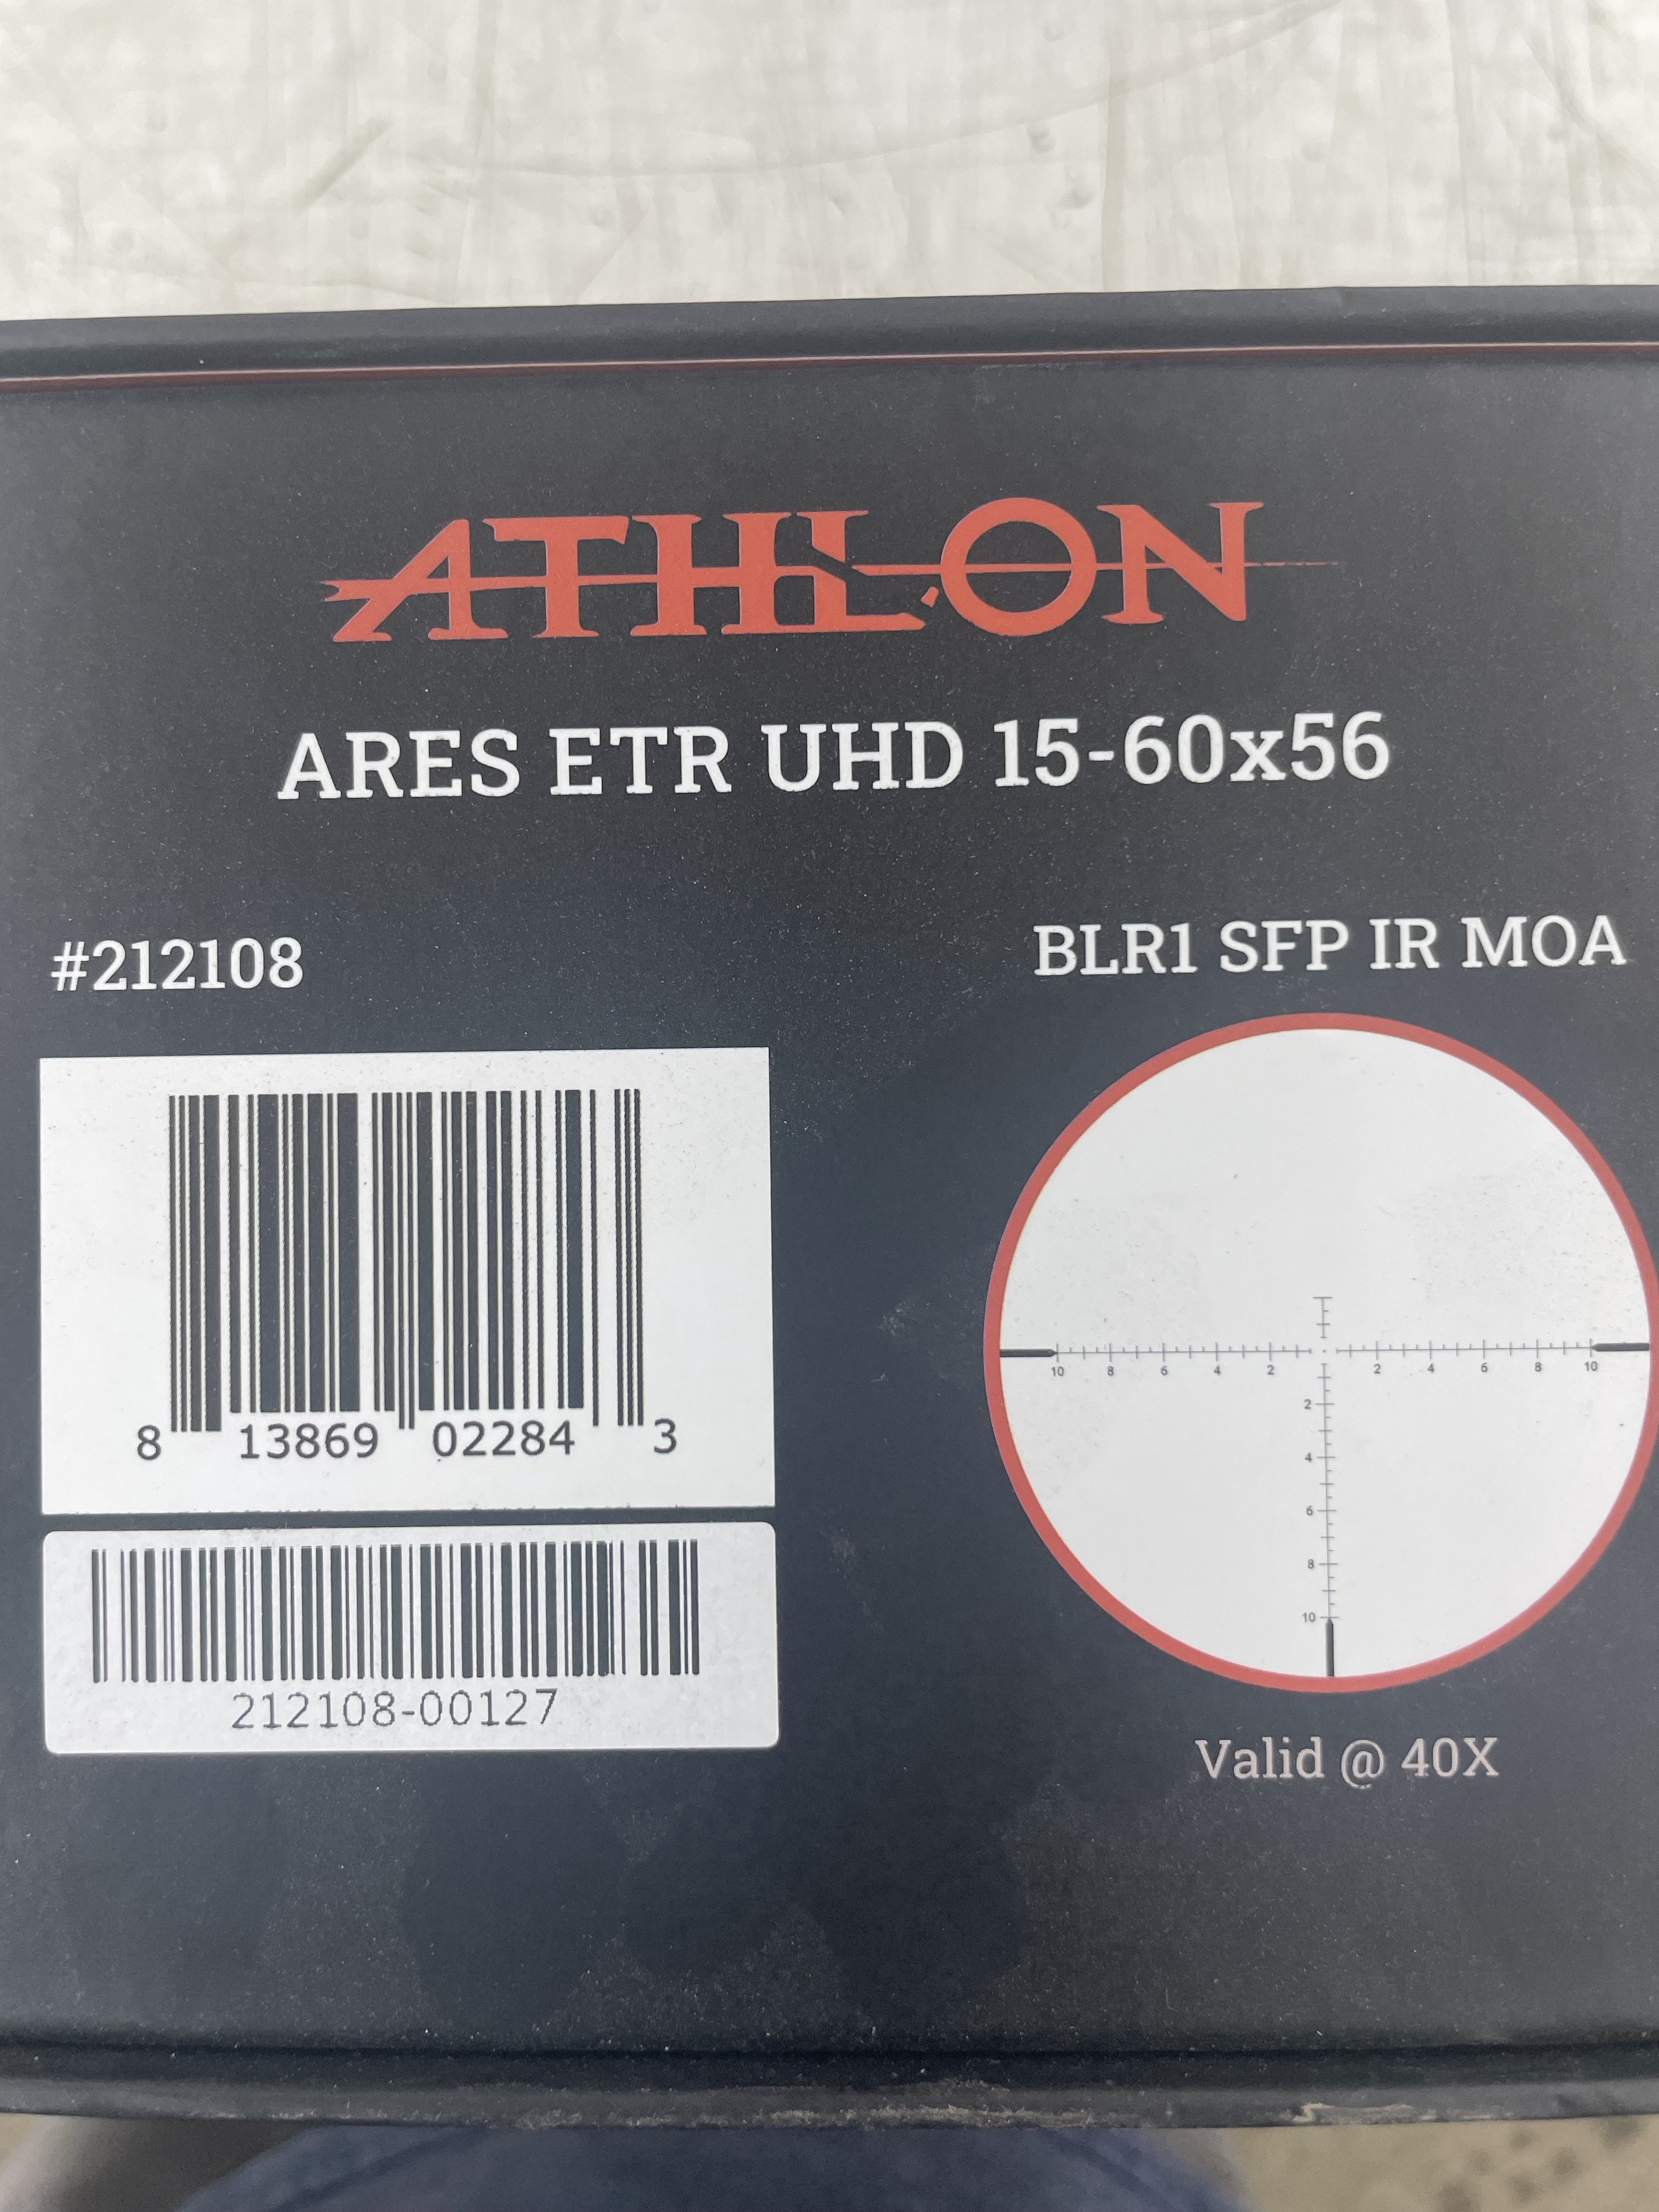 ATHLON
ARES ETR UHD 15-60x56
#212108
BLR1 SFP IR MOA
8 13869 02284 3
212108-00127
10 8 6 4 2 2 4 6 8 10
2
4
6
8
10
Valid @ 40X